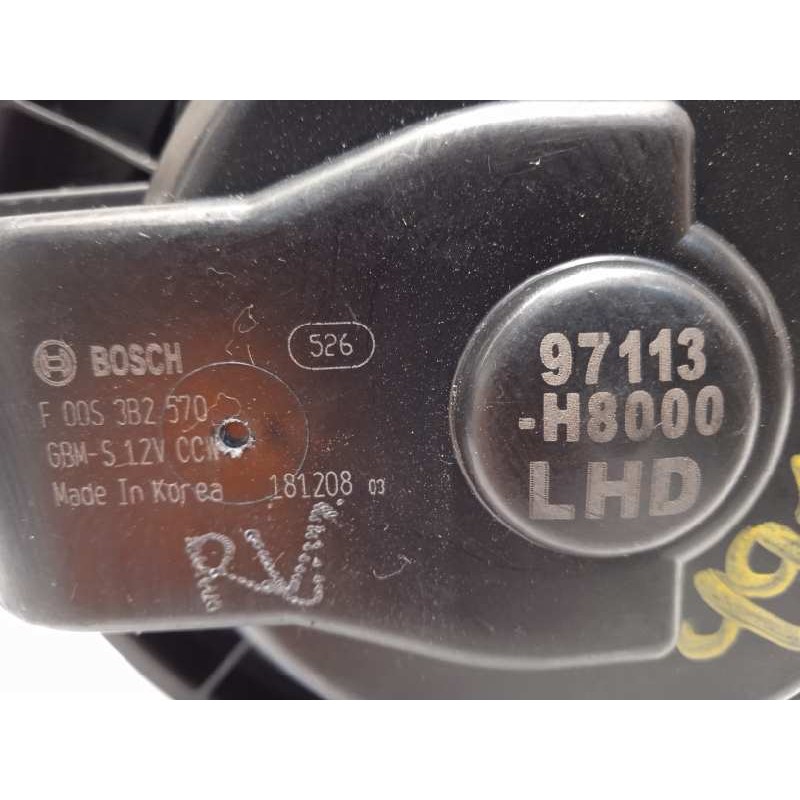 BOSCH
526
F 00S 3B2 570
GBM-S 12V CCW
Made In Korea 181208 03
97113
-H8000
LHD